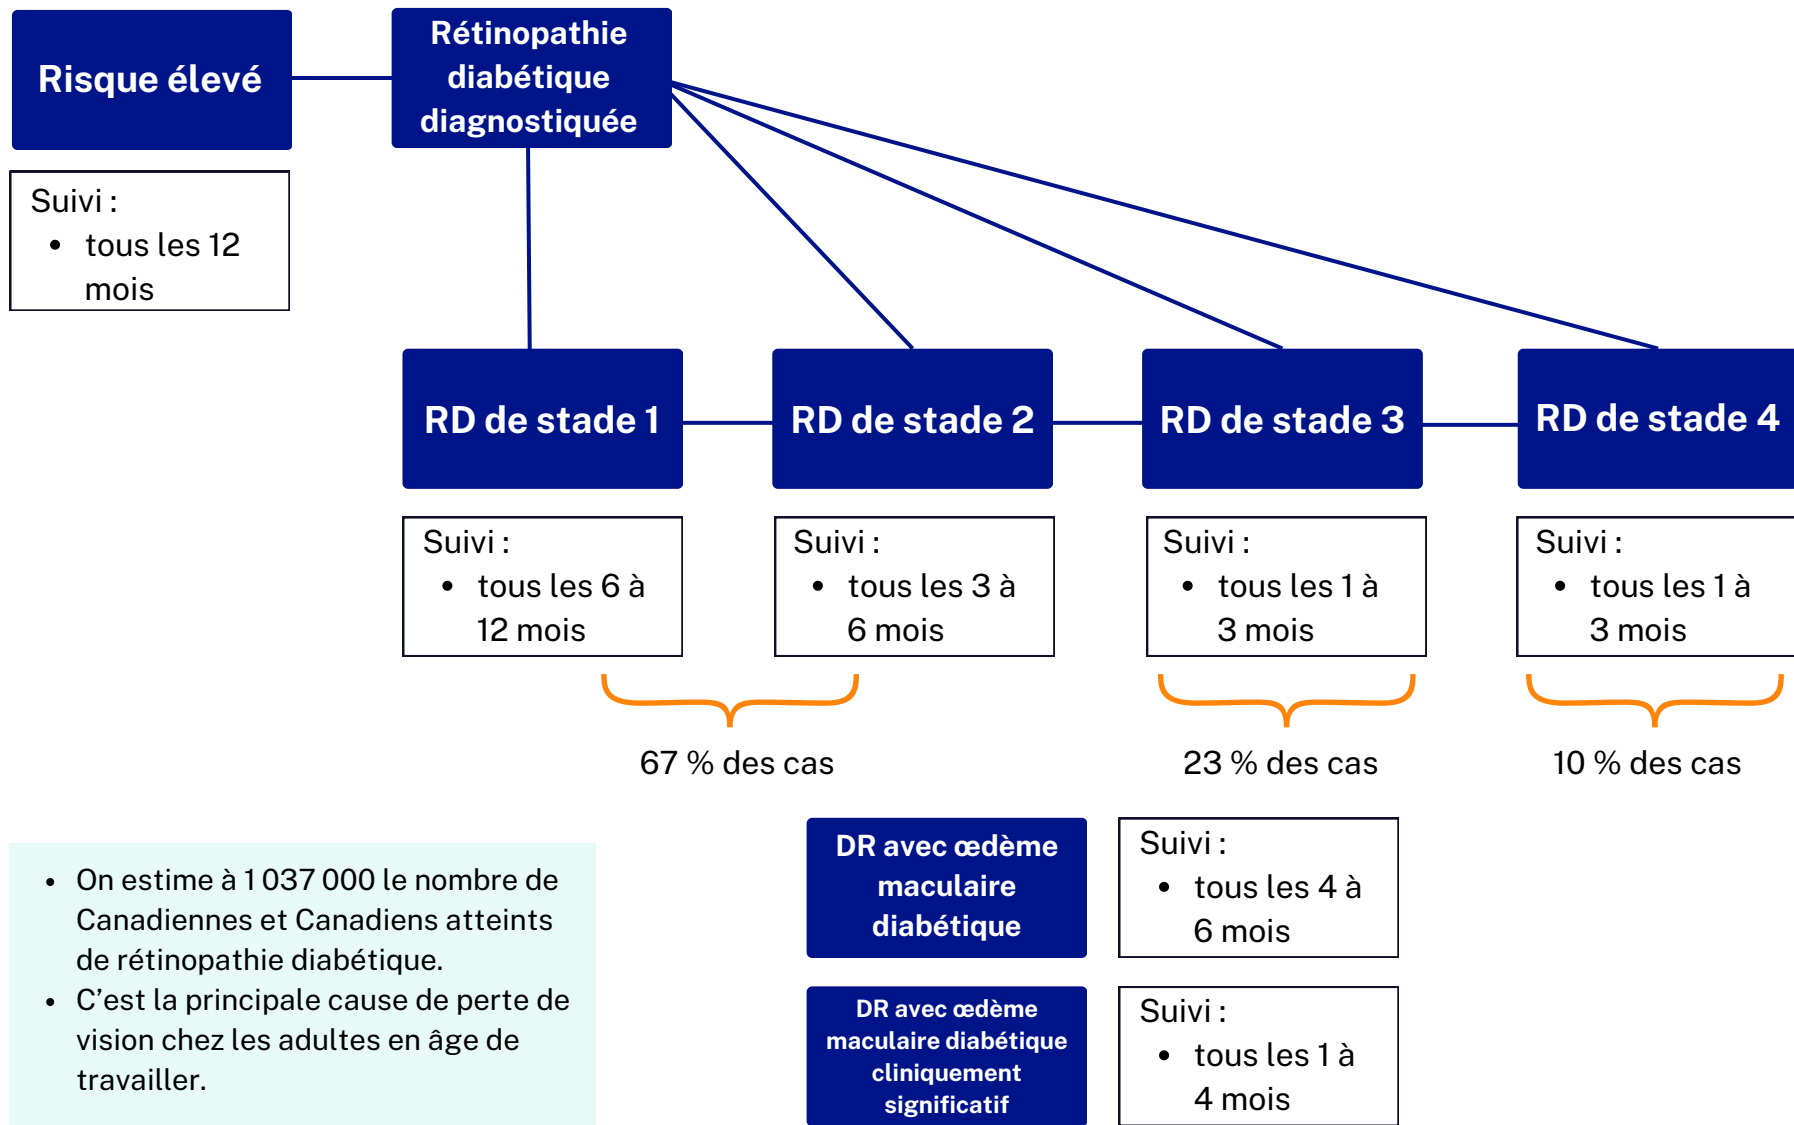 Risque élevé
Rétinopathie
diabétique
diagnostiquée
Suivi :
• tous les 12
mois
RD de stade 1
RD de stade 2
RD de stade 3
RD de stade 4
Suivi :
• tous les 6 à
12 mois
Suivi :
• tous les 3 à
6 mois
Suivi :
• tous les 1 à
3 mois
Suivi :
• tous les 1 à
3 mois
67 % des cas
23 % des cas
10 % des cas
DR avec œdème
maculaire
diabétique
Suivi :
• tous les 4 à
6 mois
DR avec œdème
maculaire diabétique
cliniquement
significatif
Suivi :
• tous les 1 à
4 mois
• On estime à 1 037 000 le nombre de
Canadiennes et Canadiens atteints
de rétinopathie diabétique.
• C’est la principale cause de perte de
vision chez les adultes en âge de
travailler.